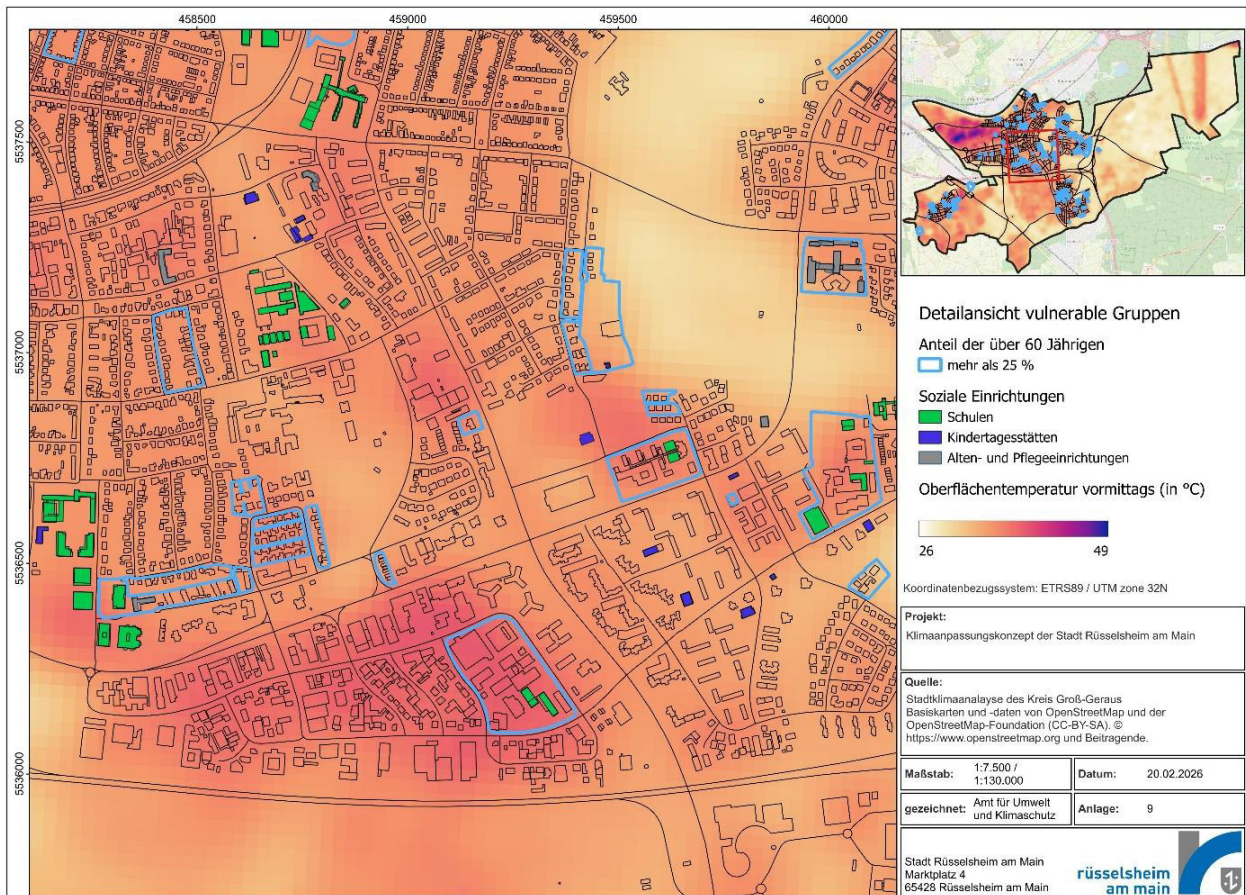 458500
459000
459500
460000
5537500
5537000
5536500
5536000
Detailansicht vulnerable Gruppen
Anteil der über 60 Jährigen
mehr als 25 %
Soziale Einrichtungen
Schulen
Kindertagesstätten
Alten- und Pflegeeinrichtungen
Oberflächentemperatur vormittags (in °C)
26
49
Koordinatenbezugssystem: ETRS89 / UTM zone 32N
Projekt:
Klimaanpassungskonzept der Stadt Rüsselsheim am Main
Quelle:
Stadtklimaanalayse des Kreis Groß-Geraus
Basiskarten und -daten von OpenStreetMap und der
OpenStreetMap-Foundation (CC-BY-SA). ©
https://www.openstreetmap.org und Beitragende.
Maßstab: 1:7.500 /
1:130.000
Datum: 20.02.2026
gezeichnet: Amt für Umwelt
und Klimaschutz
Anlage: 9
Stadt Rüsselsheim am Main
Marktplatz 4
65428 Rüsselsheim am Main
rüsselsheim
am main